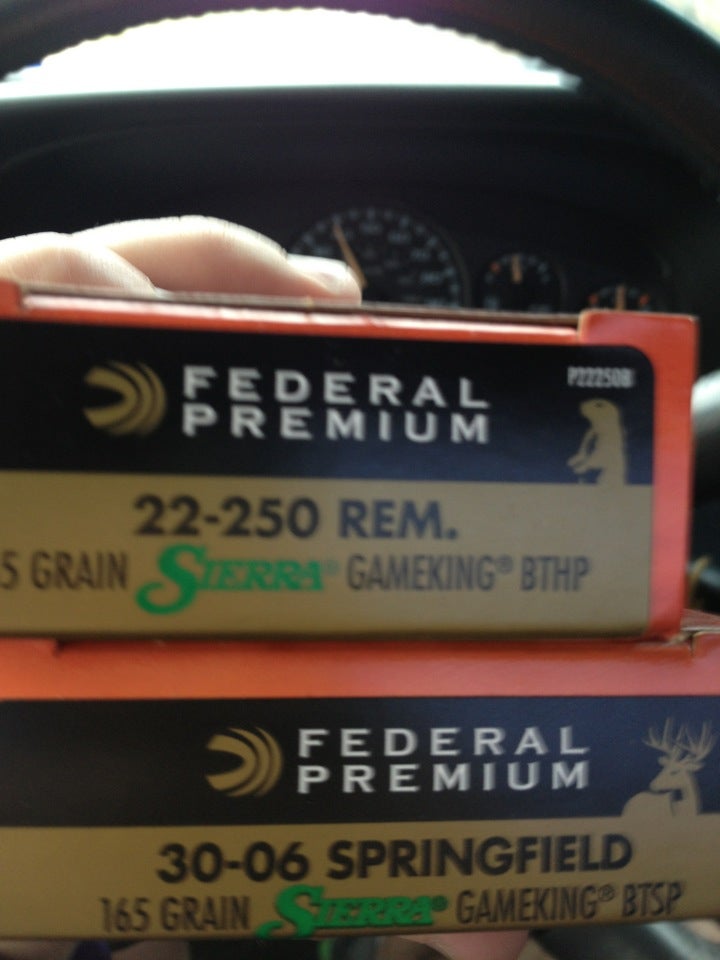 FEDERAL
PREMIUM
P22250B
22-250 REM.
5 GRAIN SIERRA® GAMEKING® BTHP
FEDERAL
PREMIUM
30-06 SPRINGFIELD
165 GRAIN SIERRA® GAMEKING® BTSP